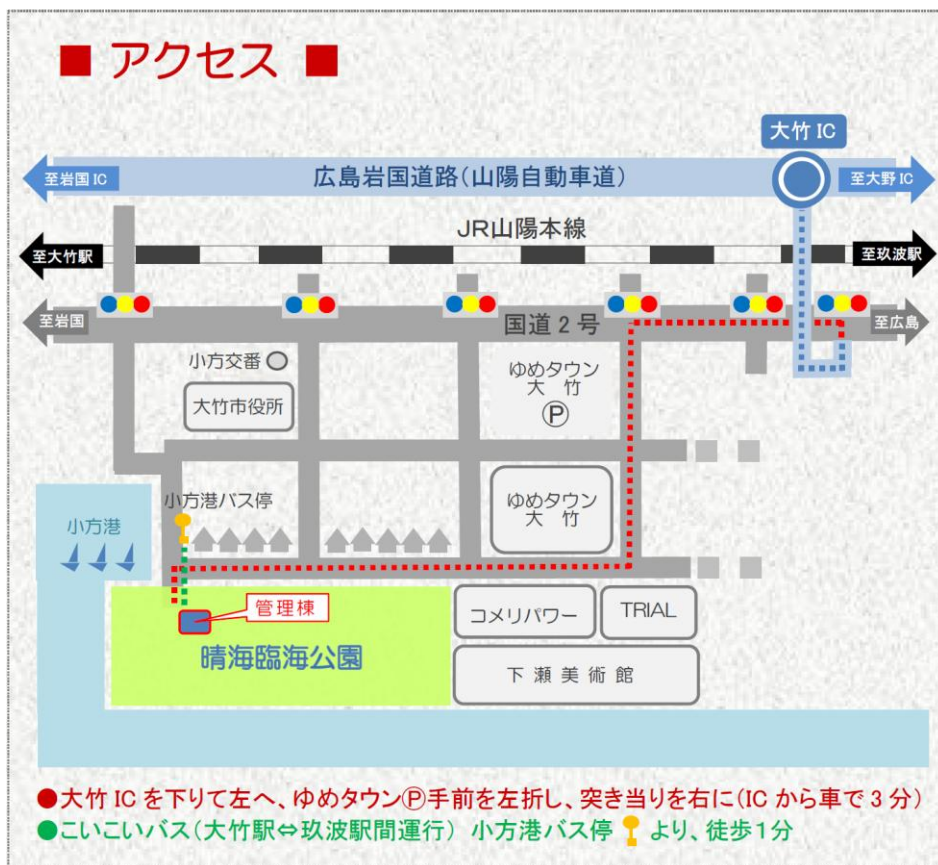 ■ アクセス ■
大竹 IC
至岩国 IC
広島岩国道路(山陽自動車道)
至大野 IC
JR山陽本線
至大竹駅
至玖波駅
至岩国
国道2号
至広島
小方交番
大竹市役所
ゆめタウン
大 竹
P
小方港バス停
ゆめタウン
大 竹
小方港
管理棟
コメリパワー
TRIAL
晴海臨海公園
下 瀬 美 術 館
●大竹 IC を下りて左へ、ゆめタウンⓅ手前を左折し、突き当りを右に(IC から車で 3 分)
●こいこいバス(大竹駅⇔玖波駅間運行) 小方港バス停 より、徒歩1分